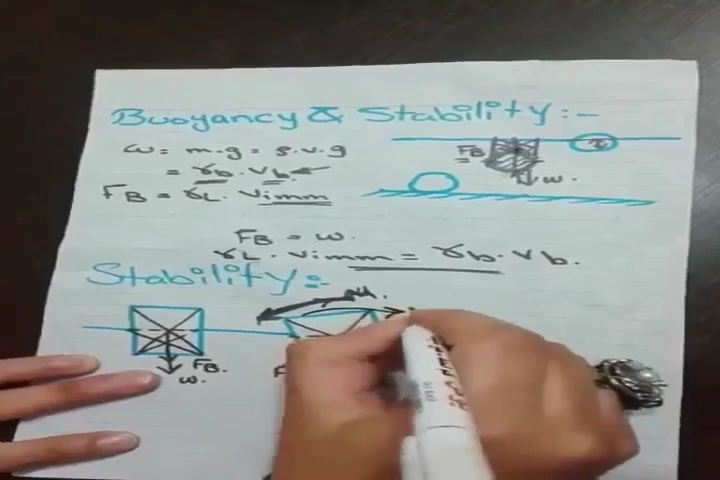 Buoyancy & Stability :-
ω = m.g = ρ.v.g
= γb. vb
FB = γL. vimm
FB
ω.
FB = ω.
γL. vimm = γb. vb.
Stability :-
M.
FB.
ω.